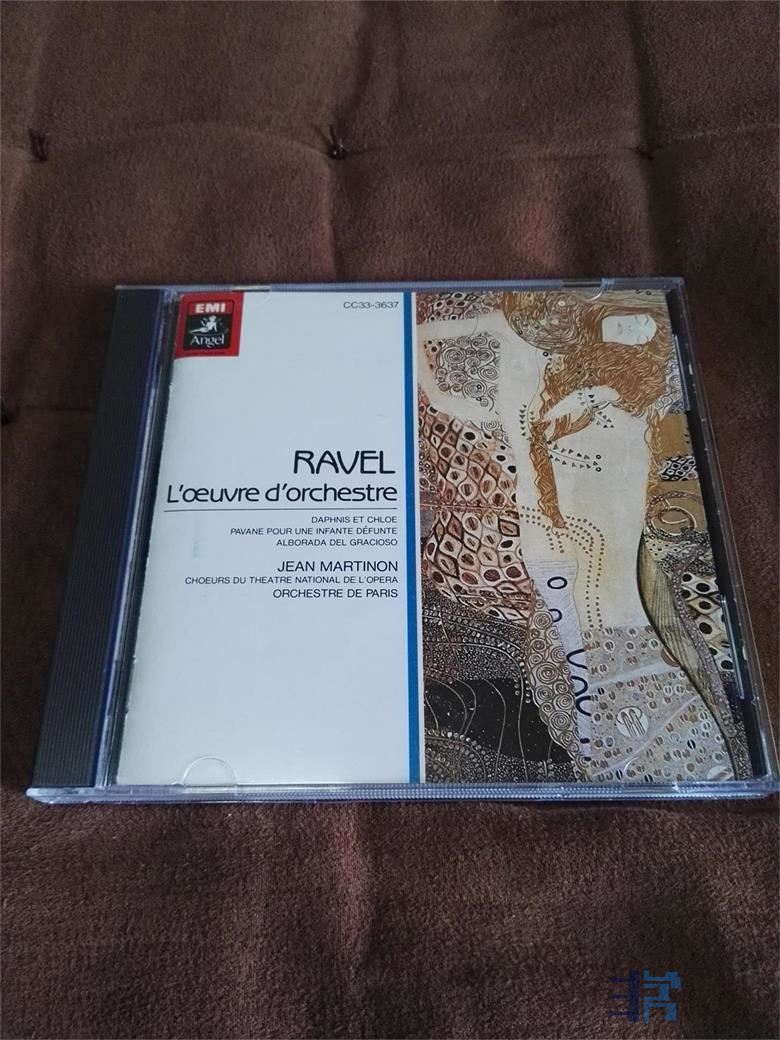 EMI
Angel
CC33-3637
RAVEL
L'œuvre d'orchestre
DAPHNIS ET CHLOE
PAVANE POUR UNE INFANTE DÉFUNTE
ALBORADA DEL GRACIOSO
JEAN MARTINON
CHOEURS DU THEATRE NATIONAL DE L'OPERA
ORCHESTRE DE PARIS